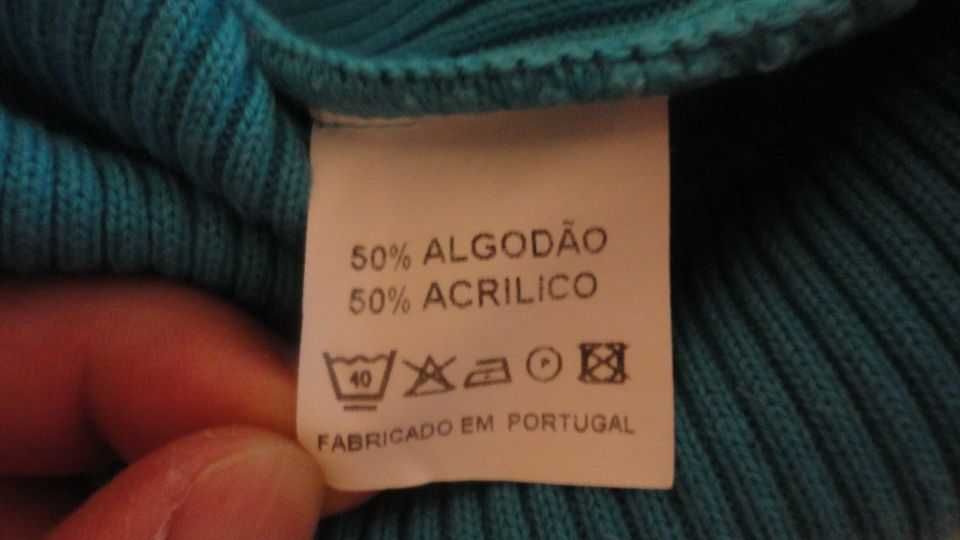 50% ALGODÃO
50% ACRILICO
40 P
FABRICADO EM PORTUGAL